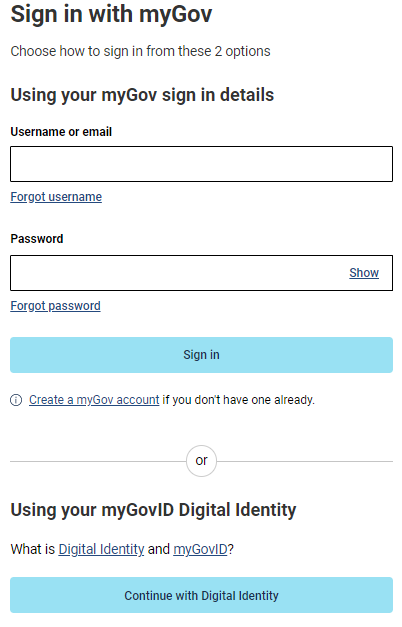 Sign in with myGov
Choose how to sign in from these 2 options
Using your myGov sign in details
Username or email
Forgot username
Password
Show
Forgot password
Sign in
Create a myGov account if you don't have one already.
or
Using your myGovID Digital Identity
What is Digital Identity and myGovID?
Continue with Digital Identity